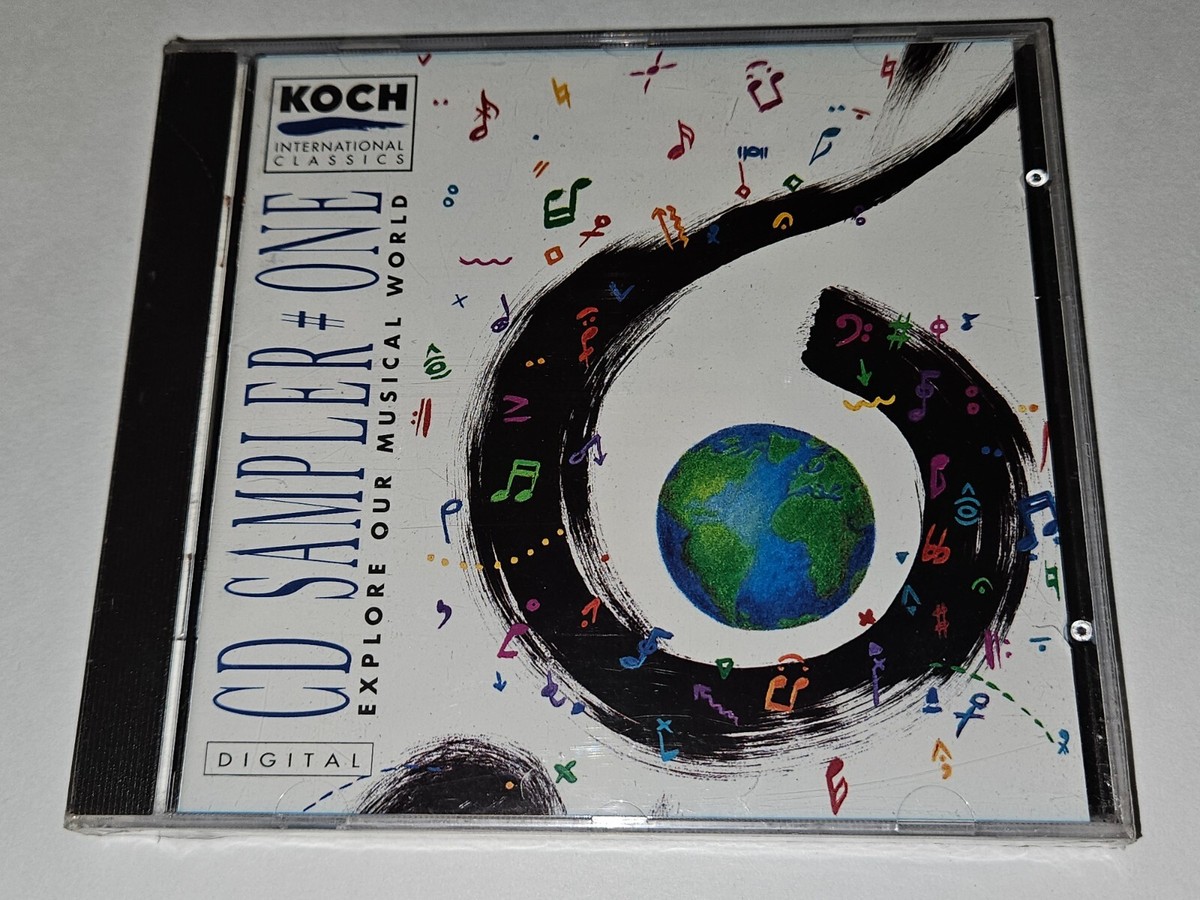 KOCH
INTERNATIONAL
CLASSICS
CD SAMPLER # ONE
EXPLORE OUR MUSICAL WORLD
DIGITAL